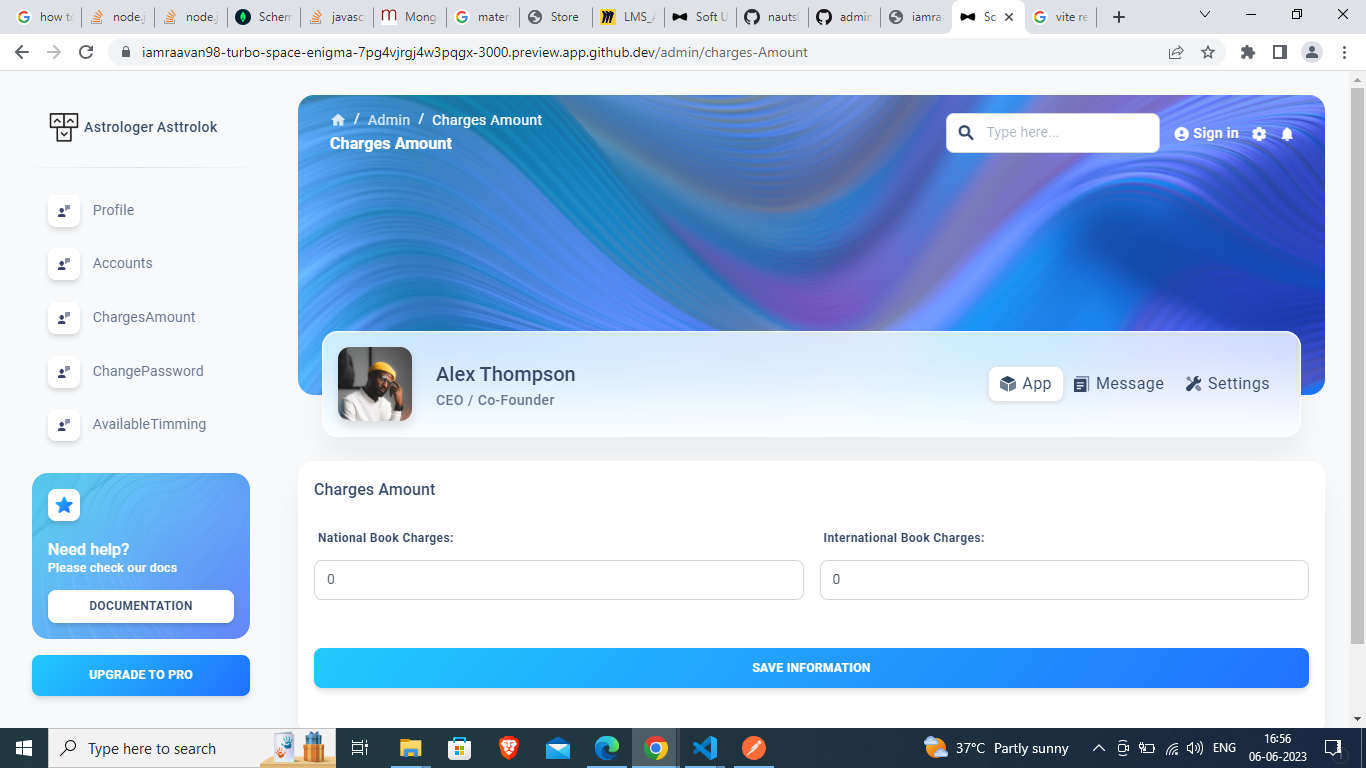 how to
node.j
node.j
Schem
javasc
Mong
mater
Store
LMS_A
Soft U
nauts
admin
iamraa
So
vite re
iamraavan98-turbo-space-enigma-7pg4vjrgj4w3pqgx-3000.preview.app.github.dev/admin/charges-Amount
Astrologer Asttrolok
/ Admin / Charges Amount
Charges Amount
Type here...
Sign in
Profile
Accounts
ChargesAmount
ChangePassword
AvailableTimming
Need help?
Please check our docs
DOCUMENTATION
UPGRADE TO PRO
Alex Thompson
CEO / Co-Founder
App
Message
Settings
Charges Amount
National Book Charges:
International Book Charges:
0
0
SAVE INFORMATION
Type here to search
37°C Partly sunny
ENG
16:56
06-06-2023
1